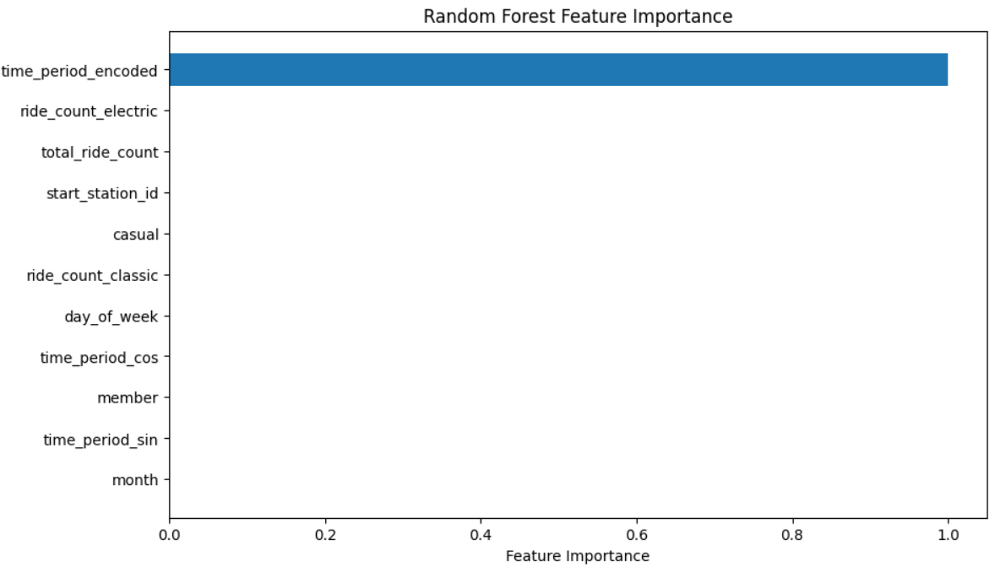 Random Forest Feature Importance
time_period_encoded
ride_count_electric
total_ride_count
start_station_id
casual
ride_count_classic
day_of_week
time_period_cos
member
time_period_sin
month
0.0 0.2 0.4 0.6 0.8 1.0
Feature Importance